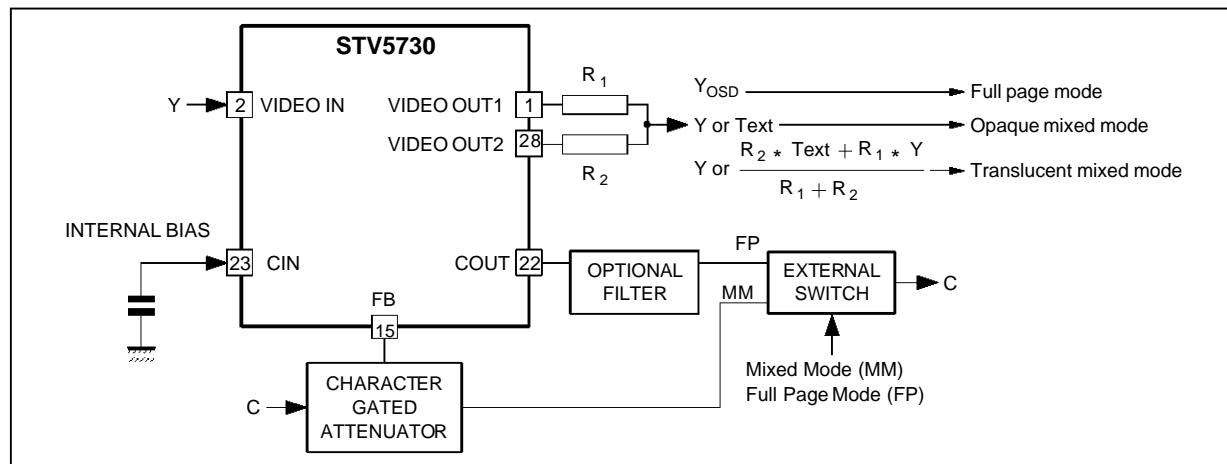 STV5730
Y 2 VIDEO IN VIDEO OUT1 1
VIDEO OUT2 28
R1
R2
YOSD Full page mode
Y or Text Opaque mixed mode
Y or R2 * Text + R1 * Y Translucent mixed mode
R1 + R2
INTERNAL BIAS
23 CIN COUT 22
FB
15
OPTIONAL
FILTER
FP
MM
EXTERNAL
SWITCH
C
Mixed Mode (MM)
Full Page Mode (FP)
C
CHARACTER
GATED
ATTENUATOR